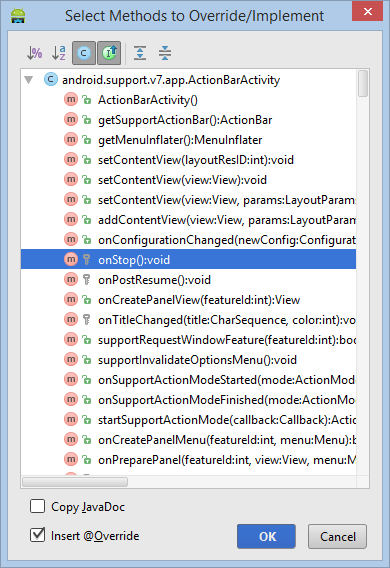 Select Methods to Override/Implement
android.support.v7.app.ActionBarActivity
ActionBarActivity()
getSupportActionBar():ActionBar
getMenuInflater():MenuInflater
setContentView(layoutResID:int):void
setContentView(view:View):void
setContentView(view:View, params:LayoutParams
addContentView(view:View, params:LayoutParam
onConfigurationChanged(newConfig:Configurat
onStop():void
onPostResume():void
onCreatePanelView(featureId:int):View
onTitleChanged(title:CharSequence, color:int):vo
supportRequestWindowFeature(featureId:int):boo
supportInvalidateOptionsMenu():void
onSupportActionModeStarted(mode:ActionMod
onSupportActionModeFinished(mode:ActionMod
startSupportActionMode(callback:Callback):Actio
onCreatePanelMenu(featureId:int, menu:Menu):b
onPreparePanel(featureId:int, view:View, menu:M
Copy JavaDoc
Insert @Override
OK
Cancel